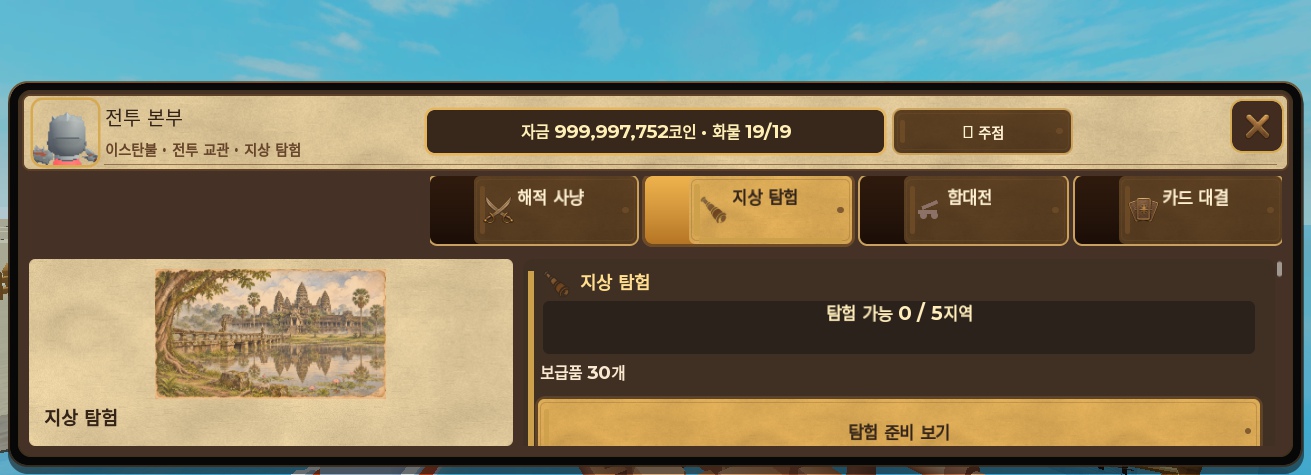 전투 본부
이스탄불 • 전투 교관 • 지상 탐험
자금 999,997,752코인 • 화물 19/19
주점
해적 사냥
지상 탐험
함대전
카드 대결
지상 탐험
지상 탐험
탐험 가능 0 / 5지역
보급품 30개
탐험 준비 보기